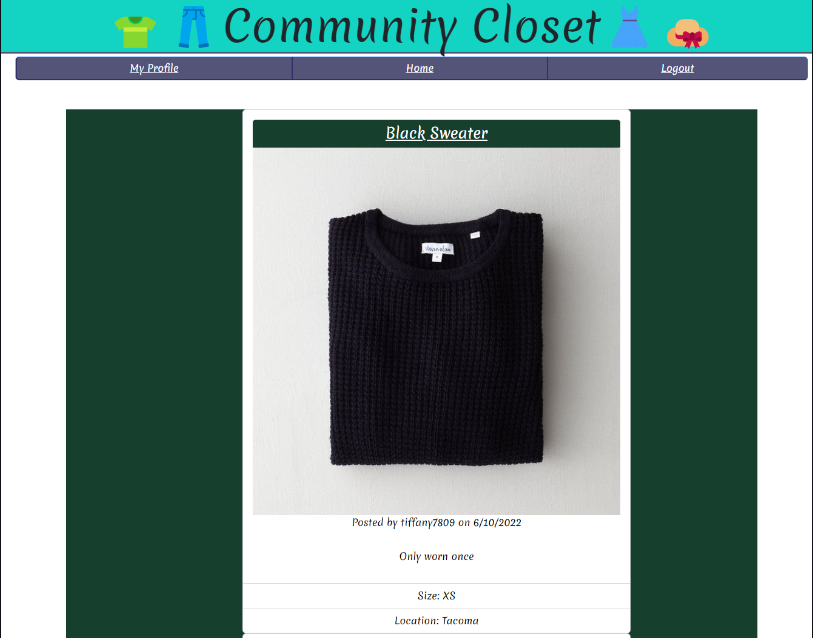 Community Closet
My Profile Home Logout
Black Sweater
Posted by tiffany7809 on 6/10/2022
Only worn once
Size: XS
Location: Tacoma